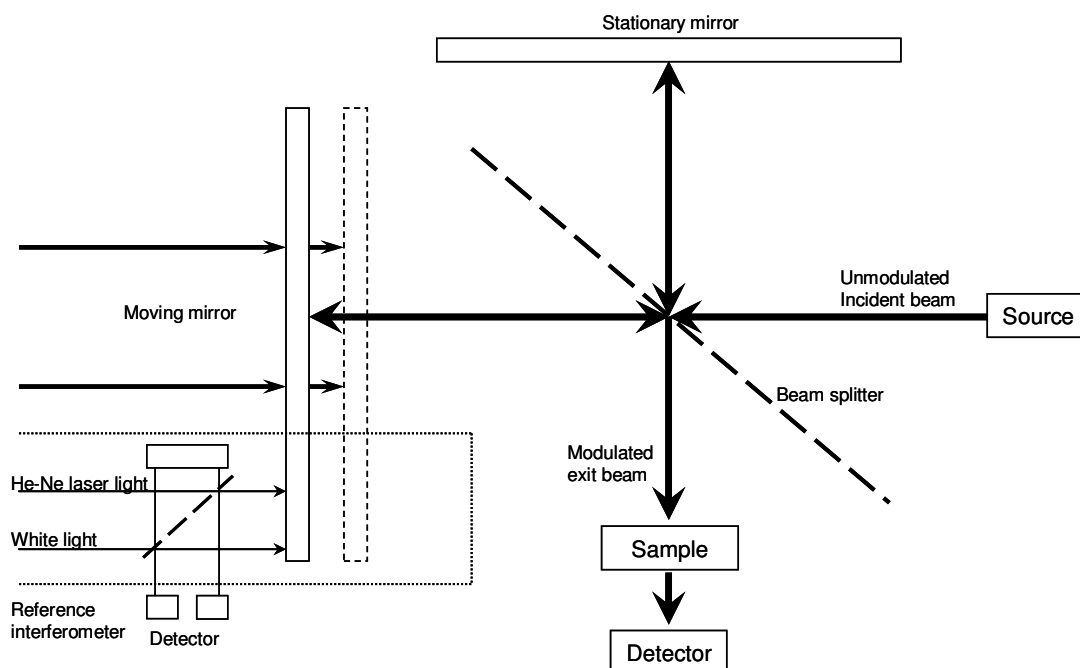 Stationary mirror
Unmodulated
Incident beam
Source
Moving mirror
Beam splitter
Modulated
exit beam
He-Ne laser light
White light
Sample
Reference
interferometer
Detector
Detector